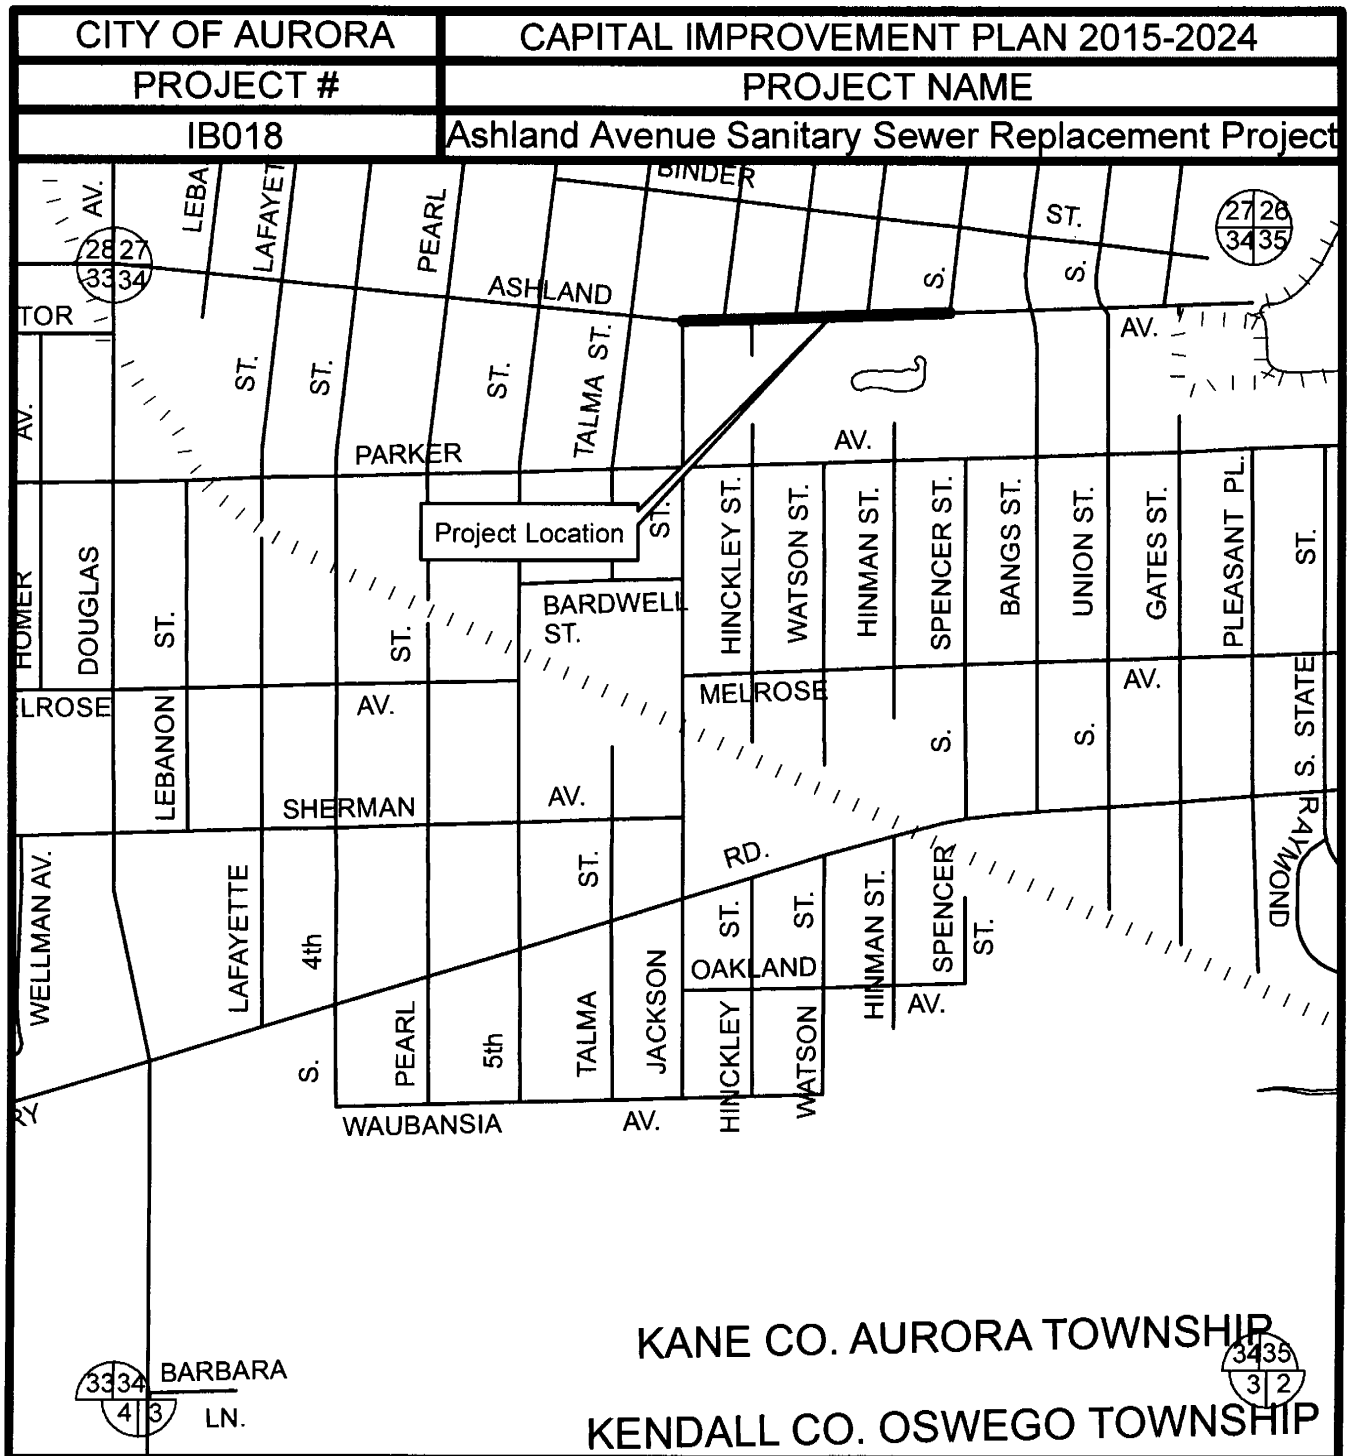 CITY OF AURORA
CAPITAL IMPROVEMENT PLAN 2015-2024
PROJECT #
PROJECT NAME
IB018
Ashland Avenue Sanitary Sewer Replacement Project
AV.
LEBA
LAFAYET
PEARL
BINDER
ST.
27 26
34 35
28 27
33 34
ASHLAND
S.
S.
AV.
TOR
ST.
ST.
ST.
TALMA ST.
AV.
PARKER
AV.
Project Location
ST.
HINCKLEY ST.
WATSON ST.
HINMAN ST.
SPENCER ST.
BANGS ST.
UNION ST.
GATES ST.
PLEASANT PL.
ST.
HOMER
DOUGLAS
ST.
ST.
BARDWELL
ST.
LROSE
AV.
MELROSE
AV.
LEBANON
S.
S.
S. STATE
SHERMAN
AV.
RAYMOND
RD.
WELLMAN AV.
LAFAYETTE
4th
ST.
ST.
ST.
HINMAN ST.
SPENCER
ST.
OAKLAND
AV.
S.
PEARL
5th
TALMA
JACKSON
HINCKLEY
WATSON
RY
WAUBANSIA
AV.
KANE CO. AURORA TOWNSHIP
34 35
3 2
33 34
4 3
BARBARA
LN.
KENDALL CO. OSWEGO TOWNSHIP